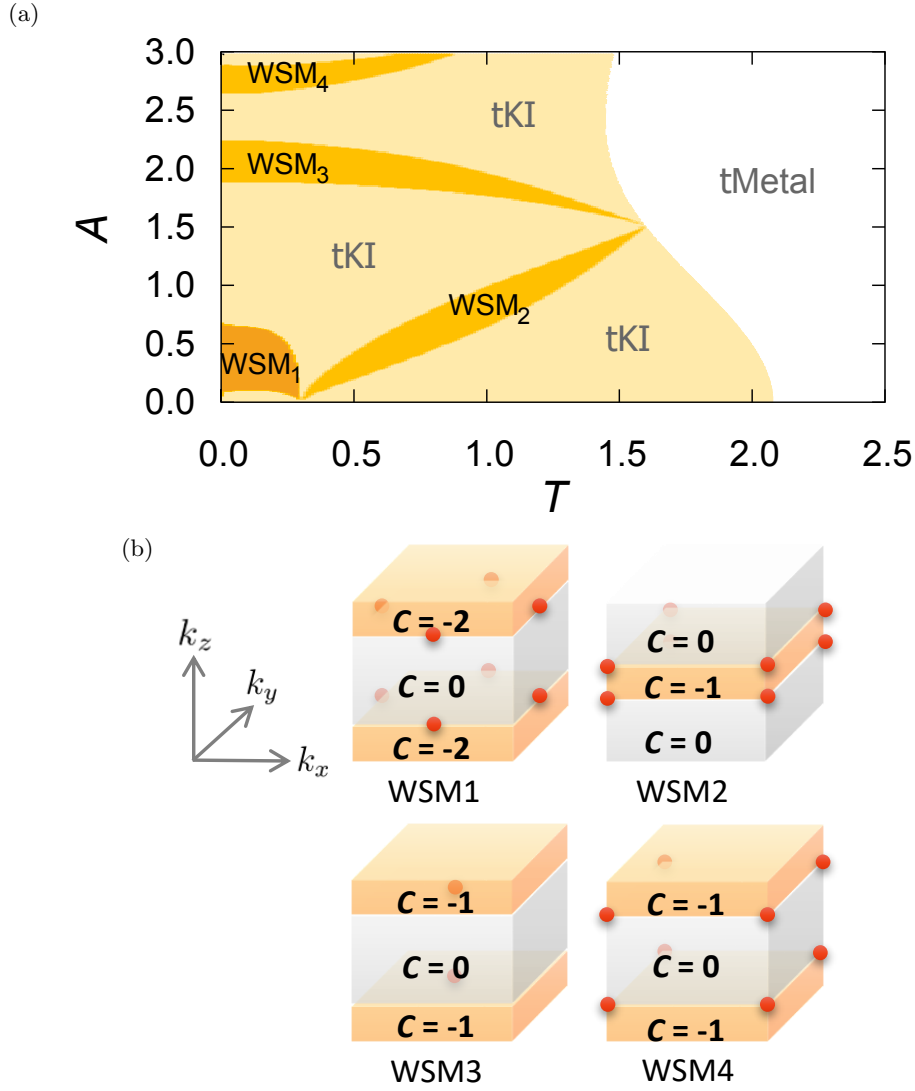 (a)
3.0
WSM4
2.5
tKI
2.0
WSM3
tMetal
A
1.5
tKI
1.0
WSM2
0.5
WSM1
tKI
0.0
0.0 0.5 1.0 1.5 2.0 2.5
T
(b)
kz
ky
kx
C = -2
C = 0
C = -2
WSM1
C = 0
C = -1
C = 0
WSM2
C = -1
C = 0
C = -1
WSM3
C = -1
C = 0
C = -1
WSM4